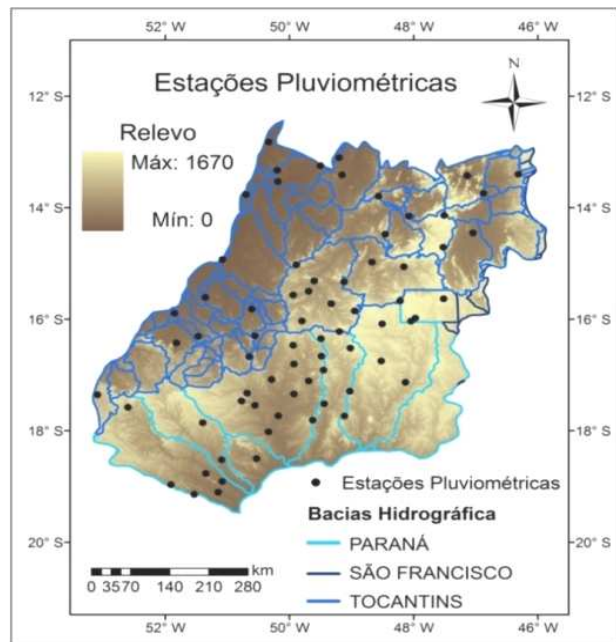 52° W 50° W 48° W 46° W
Estações Pluviométricas
N
12° S
Relevo
Máx: 1670
Mín: 0
14° S
16° S
18° S
20° S
Estações Pluviométricas
Bacias Hidrográfica
PARANÁ
SÃO FRANCISCO
TOCANTINS
km
0 3570 140 210 280
52° W 50° W 48° W 46° W
12° S
14° S
16° S
18° S
20° S